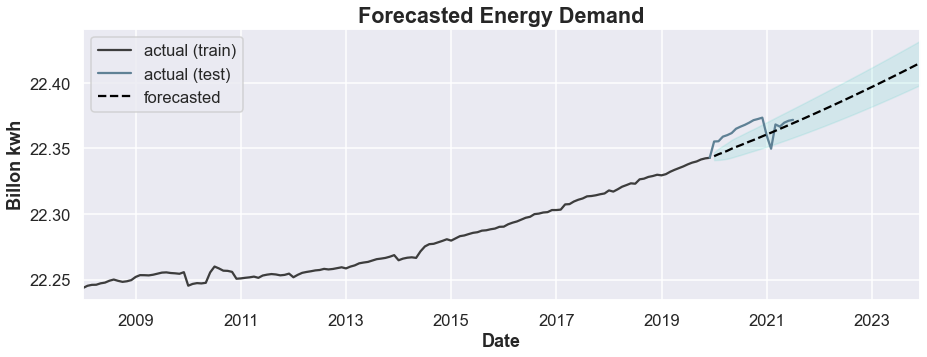 Forecasted Energy Demand
actual (train)
actual (test)
forecasted
Billon kwh
22.40
22.35
22.30
22.25
2009 2011 2013 2015 2017 2019 2021 2023
Date